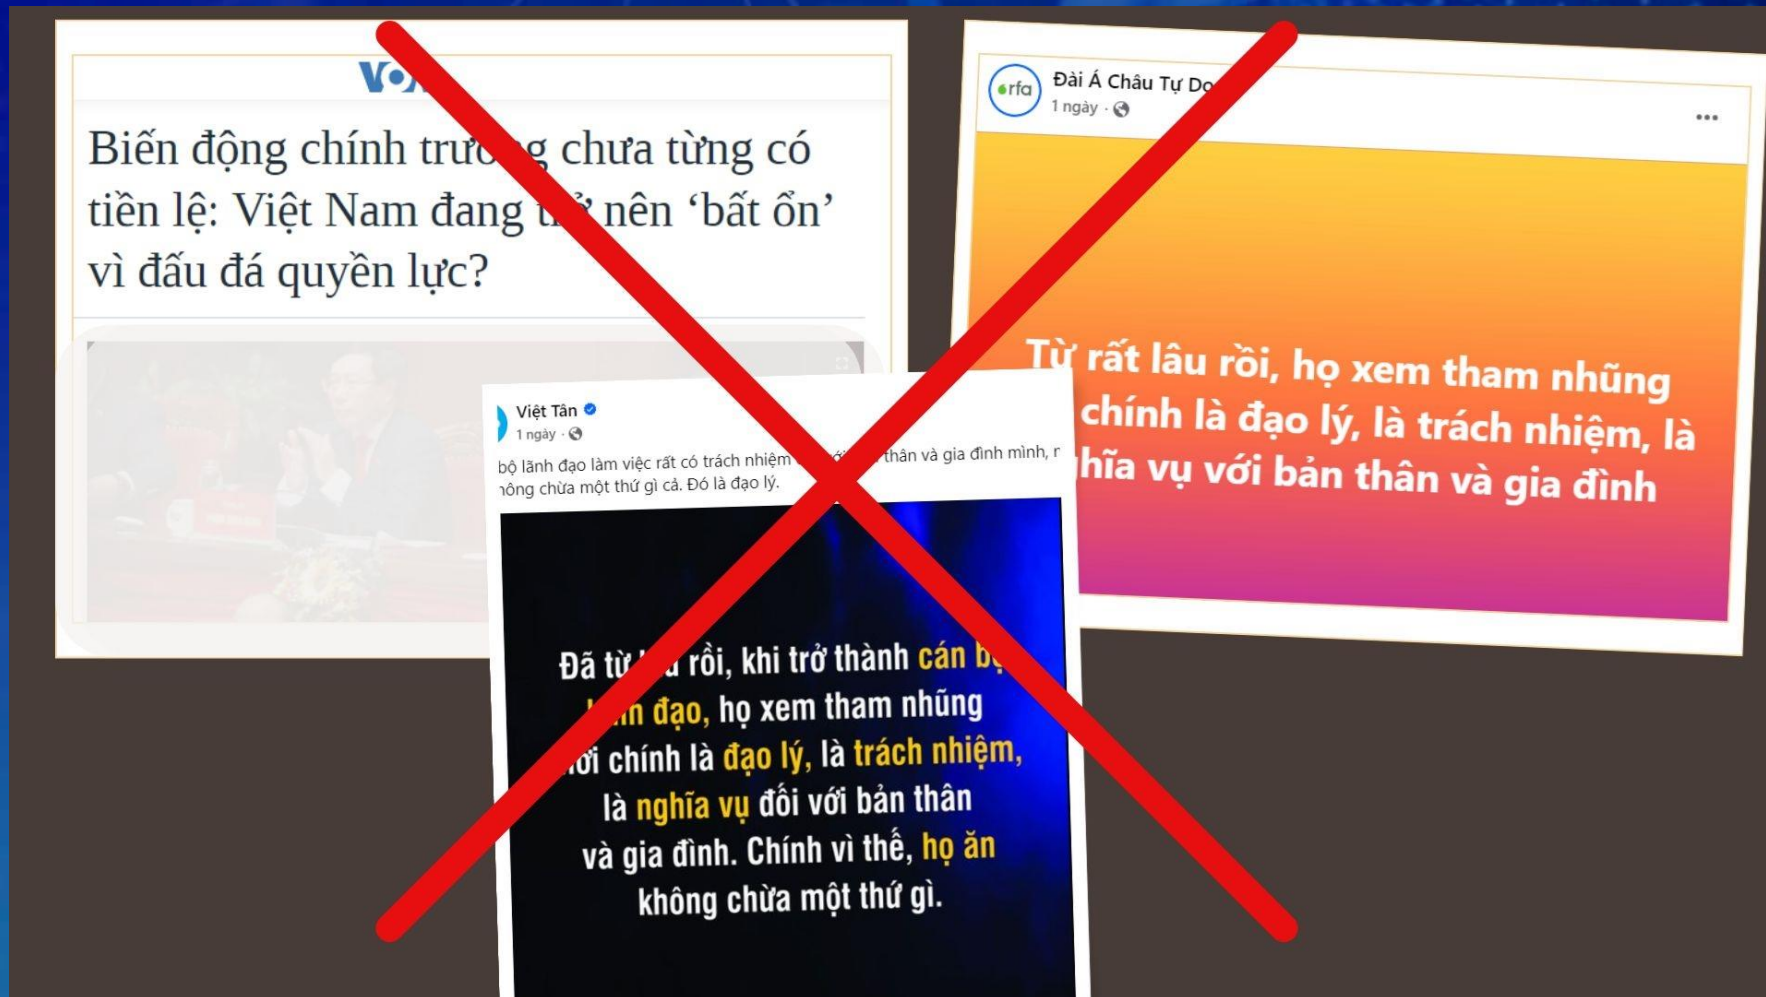 Biến động chính trường chưa từng có
tiền lệ: Việt Nam đang trở nên ‘bất ổn’
vì đấu đá quyền lực?
rfa
Đài Á Châu Tự Do
1 ngày
Từ rất lâu rồi, họ xem tham nhũng
chính là đạo lý, là trách nhiệm, là
nghĩa vụ với bản thân và gia đình
Việt Tân
1 ngày
bộ lãnh đạo làm việc rất có trách nhiệm thân và gia đình mình,
không chừa một thứ gì cả. Đó là đạo lý.
Đã từ rồi, khi trở thành cán bộ
lãnh đạo, họ xem tham nhũng
chính là đạo lý, là trách nhiệm,
là nghĩa vụ đối với bản thân
và gia đình. Chính vì thế, họ ăn
không chừa một thứ gì.